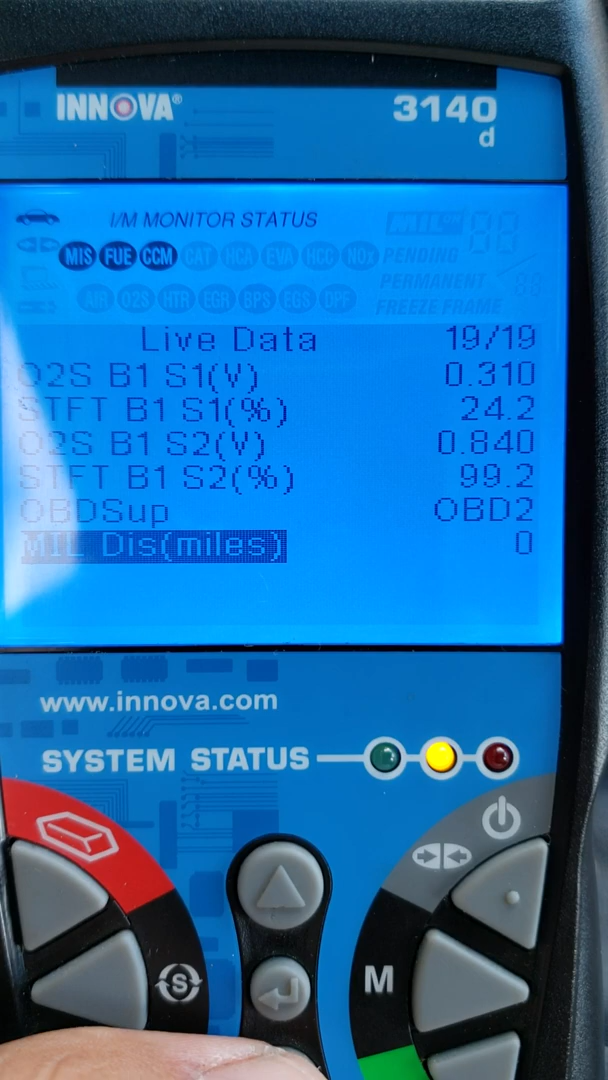 INNOVA®
3140
d
I/M MONITOR STATUS
MIL
MIS FUE CCM CAT HCA EVA HCC NOx PENDING
PERMANENT
AIR O2S HTR EGR BPS EGS DPF
FREEZE FRAME
Live Data 19/19
O2S B1 S1(V) 0.310
STFT B1 S1(%) 24.2
O2S B1 S2(V) 0.840
STFT B1 S2(%) 99.2
OBDSup OBD2
MIL Dis(miles) 0
www.innova.com
SYSTEM STATUS
S
M